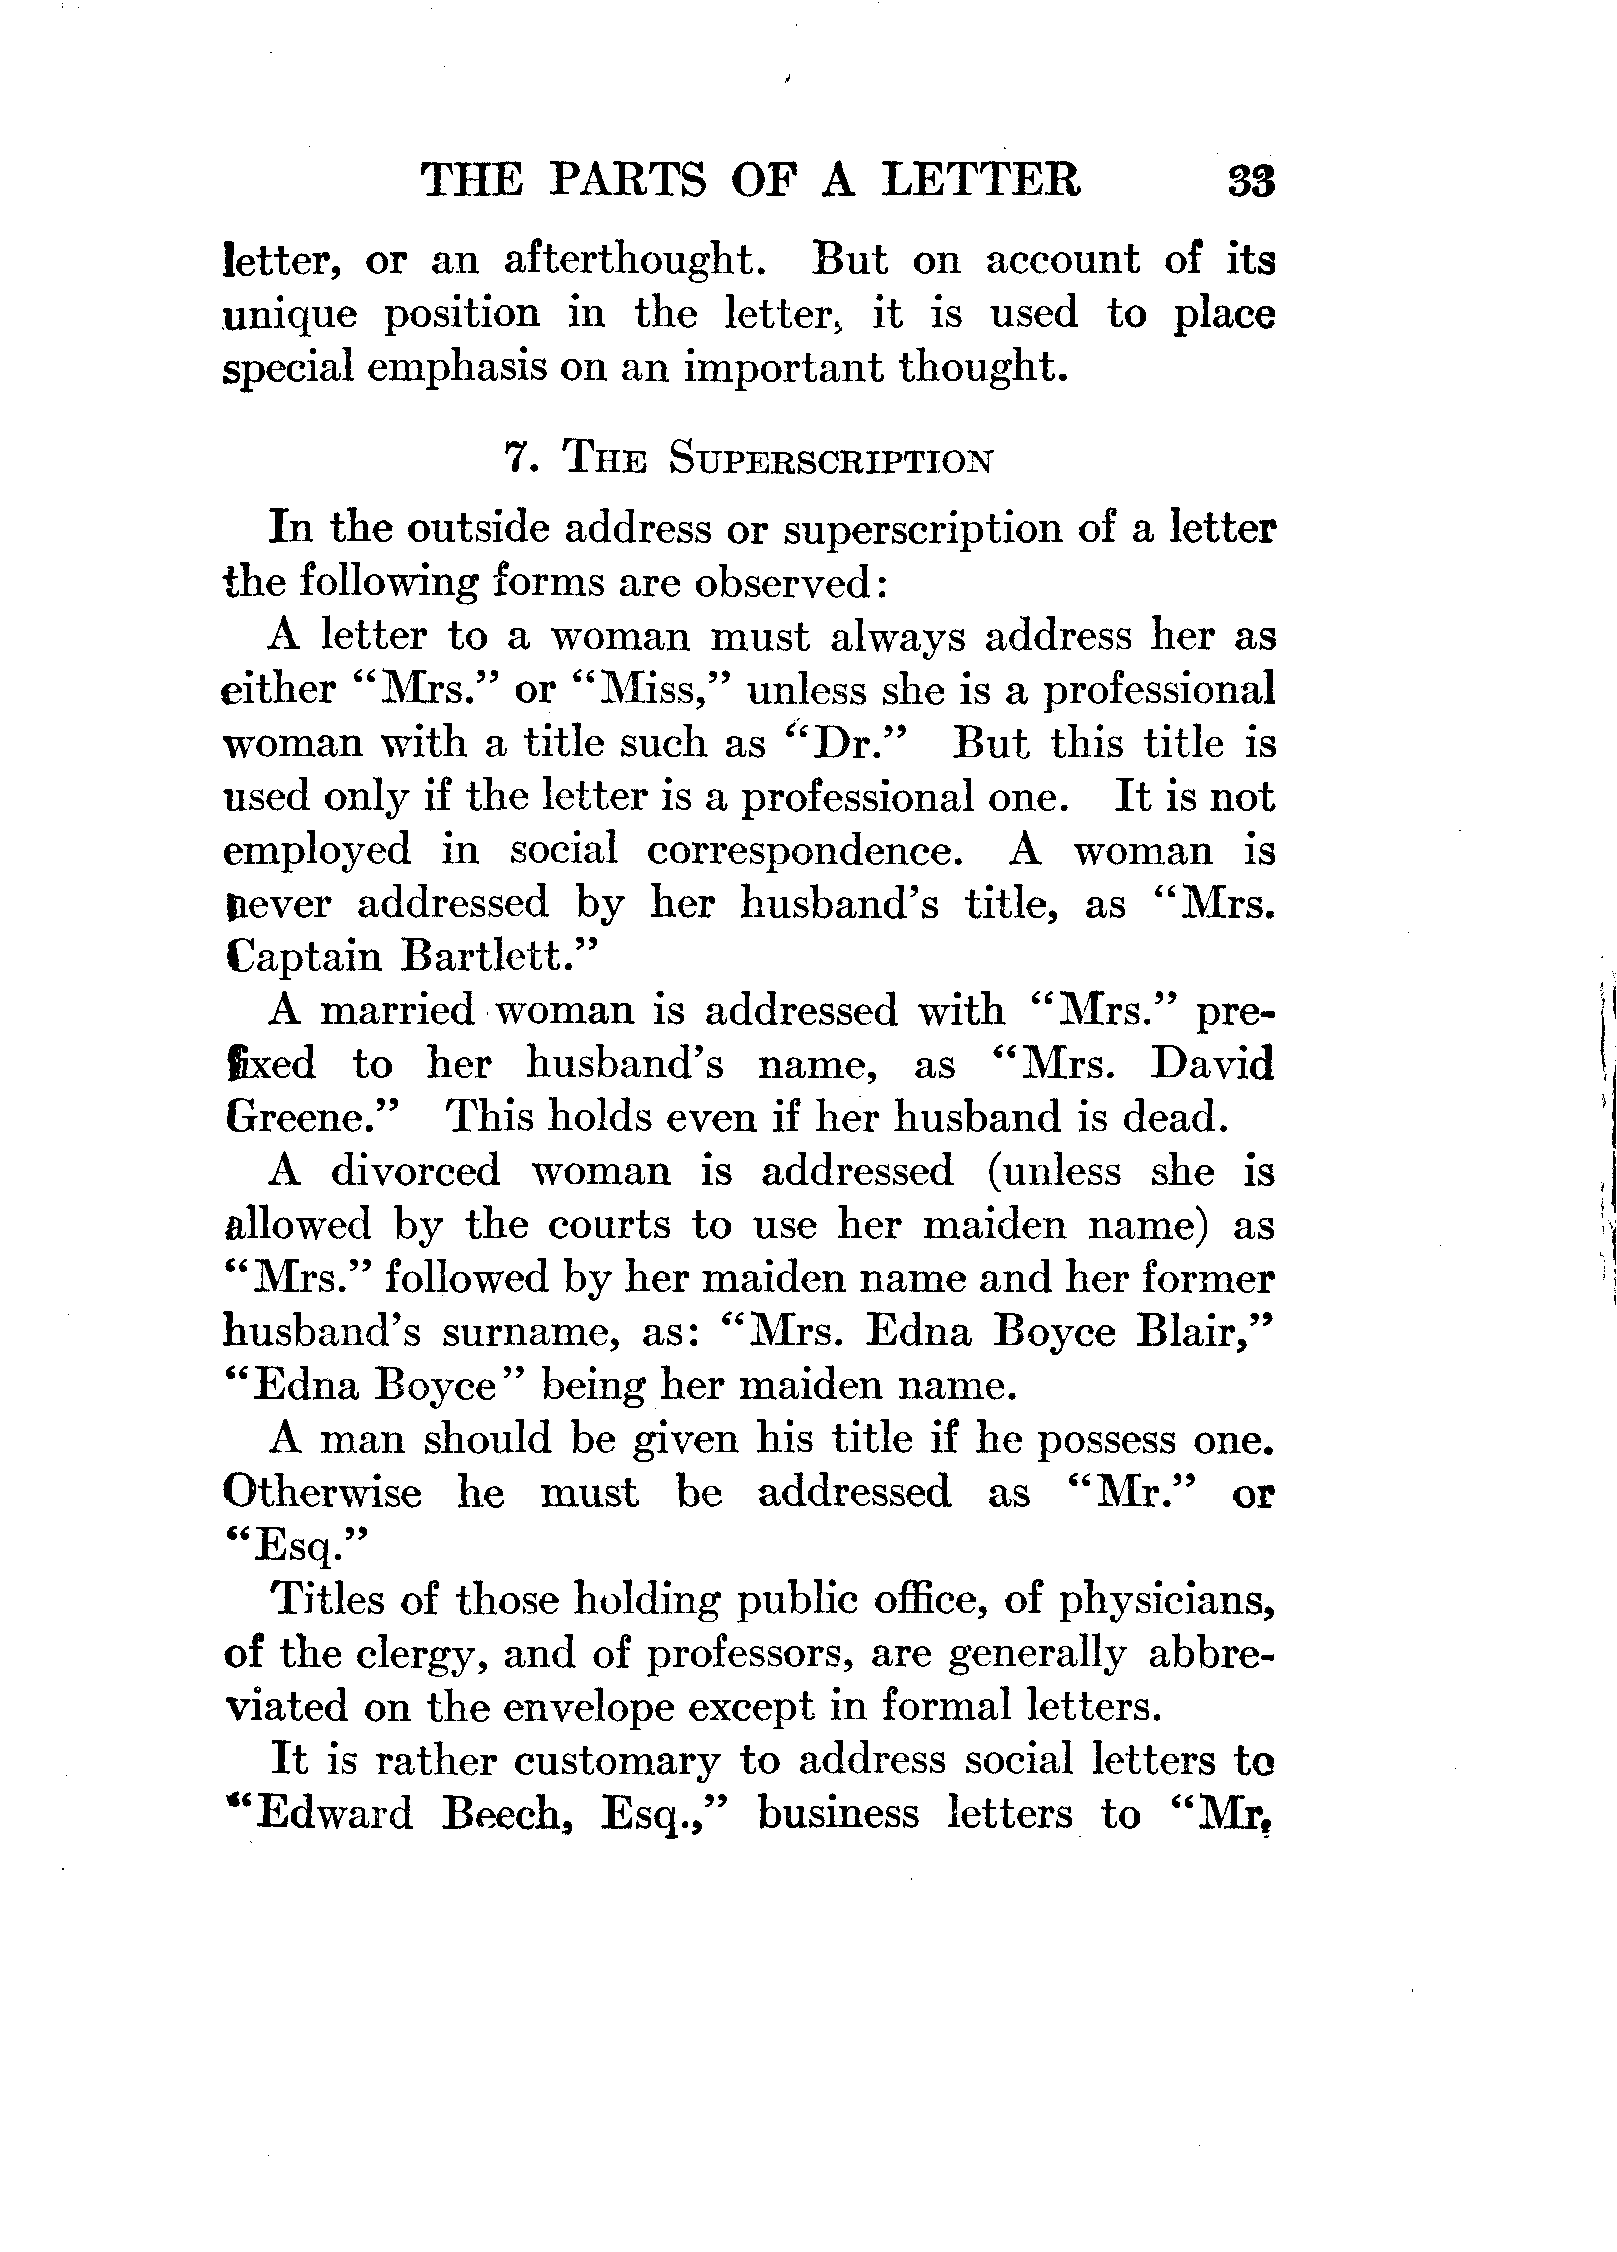 THE PARTS OF A LETTER 33
letter, or an afterthought. But on account of its
unique position in the letter, it is used to place
special emphasis on an important thought.
7. THE SUPERSCRIPTION
In the outside address or superscription of a letter
the following forms are observed:
A letter to a woman must always address her as
either “Mrs.” or “Miss,” unless she is a professional
woman with a title such as “Dr.” But this title is
used only if the letter is a professional one. It is not
employed in social correspondence. A woman is
never addressed by her husband’s title, as “Mrs.
Captain Bartlett.”
A married woman is addressed with “Mrs.” pre-
fixed to her husband’s name, as “Mrs. David
Greene.” This holds even if her husband is dead.
A divorced woman is addressed (unless she is
allowed by the courts to use her maiden name) as
“Mrs.” followed by her maiden name and her former
husband’s surname, as: “Mrs. Edna Boyce Blair,”
“Edna Boyce” being her maiden name.
A man should be given his title if he possess one.
Otherwise he must be addressed as “Mr.” or
“Esq.”
Titles of those holding public office, of physicians,
of the clergy, and of professors, are generally abbre-
viated on the envelope except in formal letters.
It is rather customary to address social letters to
“Edward Beech, Esq.,” business letters to “Mr.